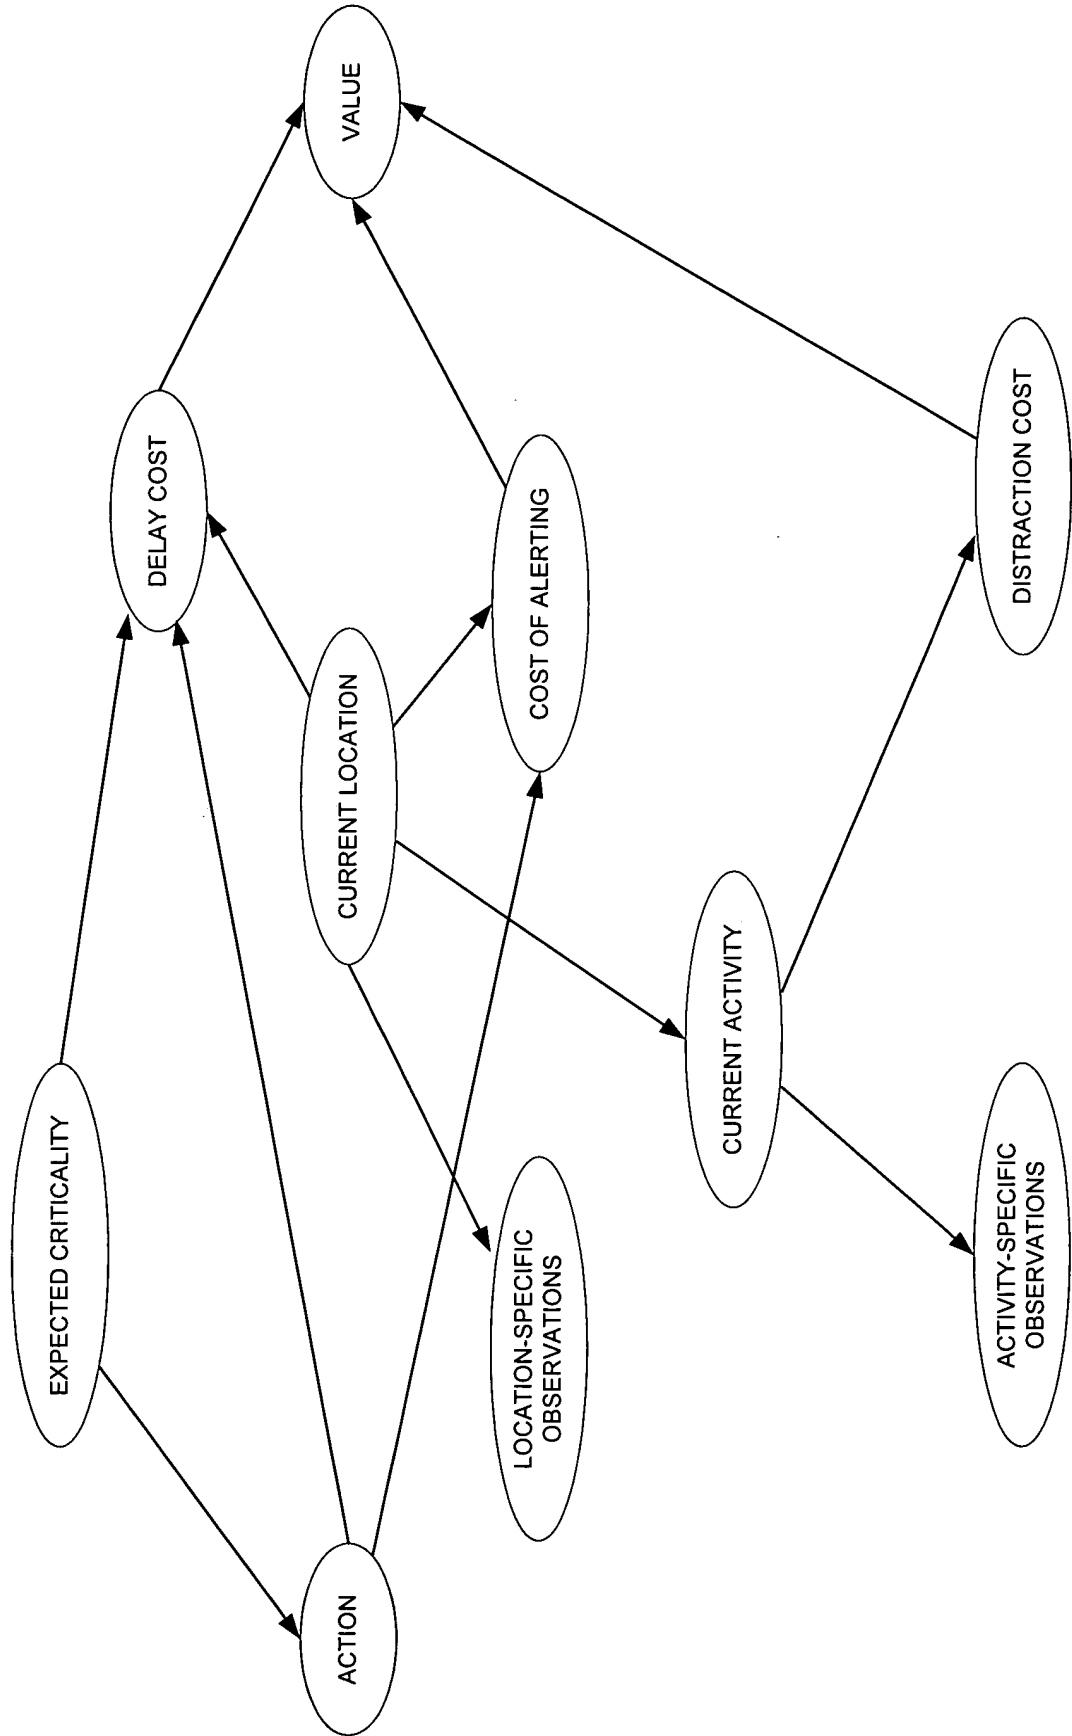 EXPECTED CRITICALITY
DELAY COST
ACTION
CURRENT LOCATION
VALUE
LOCATION-SPECIFIC
OBSERVATIONS
COST OF ALERTING
CURRENT ACTIVITY
ACTIVITY-SPECIFIC
OBSERVATIONS
DISTRACTION COST